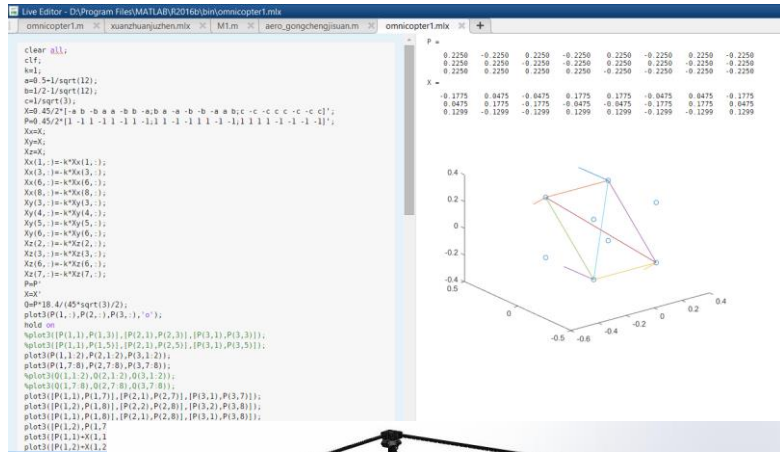 Live Editor - D:\Program Files\MATLAB\R2016b\bin\omnicopter1.mlx
omnicopter1.m × xuanzhuanjuzhen.mlx × M1.m × aero_gongchengjisuan.m × omnicopter1.mlx × +
clear all;
clf;
k=1;
a=0.5-1/sqrt(12);
b=1/2-1/sqrt(12);
c=1/sqrt(3);
X=0.45/2*[-a b -b a a -b b -a;b a -a -b -b -a a b;c -c -c c c -c -c c]';
P=0.45/2*[1 -1 1 -1 1 -1 1 -1;1 1 -1 -1 1 1 -1 -1;1 1 1 1 -1 -1 -1 -1]';
Xx=X;
Xy=X;
Xz=X;
Xx(1,:)=-k*Xx(1,:);
Xx(3,:)=-k*Xx(3,:);
Xx(6,:)=-k*Xx(6,:);
Xx(8,:)=-k*Xx(8,:);
Xy(3,:)=-k*Xy(3,:);
Xy(4,:)=-k*Xy(4,:);
Xy(5,:)=-k*Xy(5,:);
Xy(6,:)=-k*Xy(6,:);
Xz(2,:)=-k*Xz(2,:);
Xz(3,:)=-k*Xz(3,:);
Xz(6,:)=-k*Xz(6,:);
Xz(7,:)=-k*Xz(7,:);
P=P'
X=X'
Q=P*18.4/(45*sqrt(3)/2);
plot3(P(1,:),P(2,:),P(3,:),'o');
hold on
%plot3([P(1,1),P(1,3)],[P(2,1),P(2,3)],[P(3,1),P(3,3)]);
%plot3([P(1,1),P(1,5)],[P(2,1),P(2,5)],[P(3,1),P(3,5)]);
plot3(P(1,1:2),P(2,1:2),P(3,1:2));
plot3(P(1,7:8),P(2,7:8),P(3,7:8));
%plot3(Q(1,1:2),Q(2,1:2),Q(3,1:2));
%plot3(Q(1,7:8),Q(2,7:8),Q(3,7:8));
plot3([P(1,1),P(1,7)],[P(2,1),P(2,7)],[P(3,1),P(3,7)]);
plot3([P(1,2),P(1,8)],[P(2,2),P(2,8)],[P(3,2),P(3,8)]);
plot3([P(1,1),P(1,8)],[P(2,1),P(2,8)],[P(3,1),P(3,8)]);
plot3([P(1,2),P(1,7
plot3([P(1,1)+X(1,1
plot3([P(1,2)+X(1,2
P =
0.2250 -0.2250 0.2250 -0.2250 0.2250 -0.2250 0.2250 -0.2250
0.2250 0.2250 -0.2250 -0.2250 0.2250 0.2250 -0.2250 -0.2250
0.2250 0.2250 0.2250 0.2250 -0.2250 -0.2250 -0.2250 -0.2250
X =
-0.1775 0.0475 -0.0475 0.1775 0.1775 -0.0475 0.0475 -0.1775
0.0475 0.1775 -0.1775 -0.0475 -0.0475 -0.1775 0.1775 0.0475
0.1299 -0.1299 -0.1299 0.1299 0.1299 -0.1299 -0.1299 0.1299
0.4
0.2
0
-0.2
-0.4
0.5
0
-0.5
-0.6
-0.4
-0.2
0
0.2
0.4